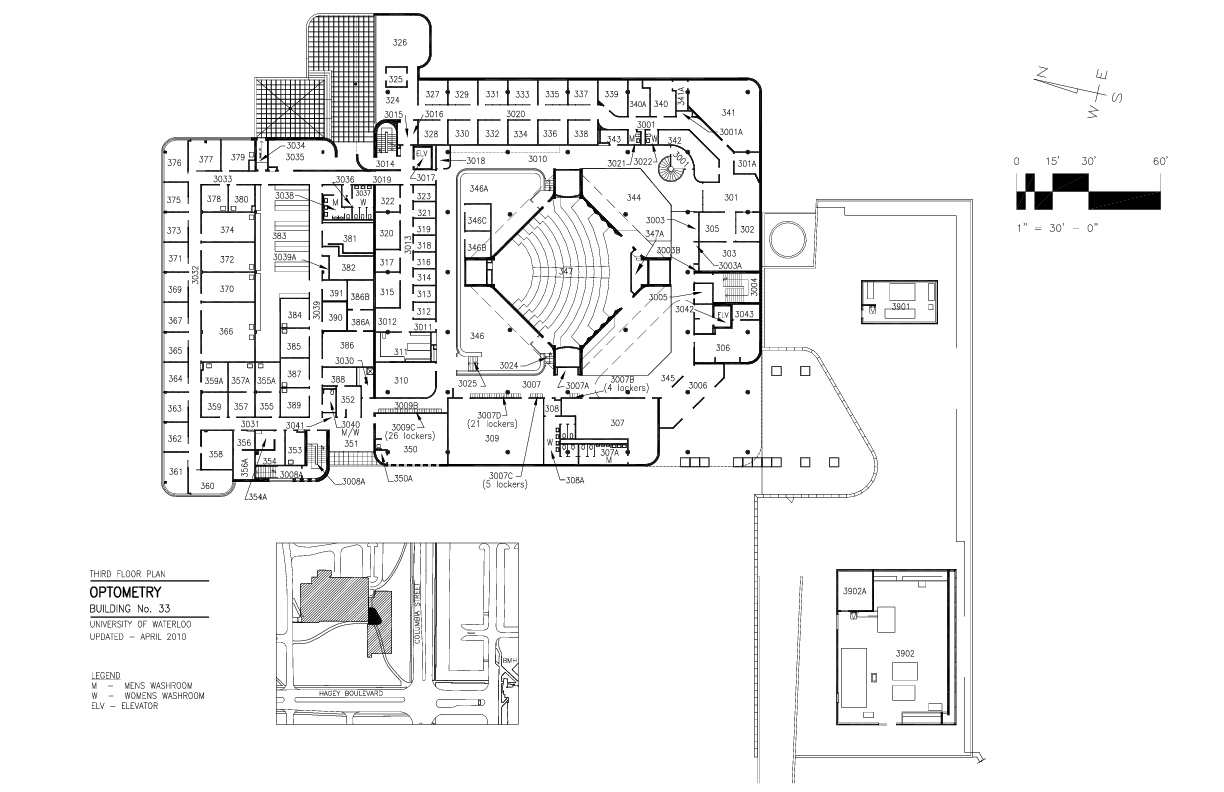 326
325
324
3015
3016
327
329
331
333
335
337
339
340A
340
341A
341
3020
3001
3001A
328
330
332
334
336
338
343
M
W
342
3021
3022
3001
301A
376
377
379
3034
3035
3014
ELV
3017
3018
3010
3033
3036
3019
3037
W
M
3038
375
378
380
322
323
346A
344
301
321
346C
3003
347A
305
302
373
374
383
381
320
3013
319
318
346B
3003B
303
3003A
371
372
3032
3039A
382
317
316
314
347
3004
369
370
391
386B
315
313
3005
3042
ELV
3043
384
3039
390
386A
312
3012
3011
367
366
365
385
386
311
346
306
3030
3024
364
359A
357A
355A
387
388
310
3025
3007
3007A
3007B
(4 lockers)
345
3006
363
359
357
355
389
352
3009B
3007D
(21 lockers)
308
307
3031
3041
3040
M/W
3009C
(26 lockers)
362
358
356
353
351
350
309
W
307A
M
361
356A
354
360
3008A
3008A
354A
350A
3007C
(5 lockers)
308A
N
E
S
W
0
15'
30'
60'
1" = 30' - 0"
3901
M
3902A
W
3902
THIRD FLOOR PLAN
OPTOMETRY
BUILDING No. 33
UNIVERSITY OF WATERLOO
UPDATED - APRIL 2010
LEGEND
M - MENS WASHROOM
W - WOMENS WASHROOM
ELV - ELEVATOR
COLUMBIA STREET
BMH
HAGEY BOULEVARD